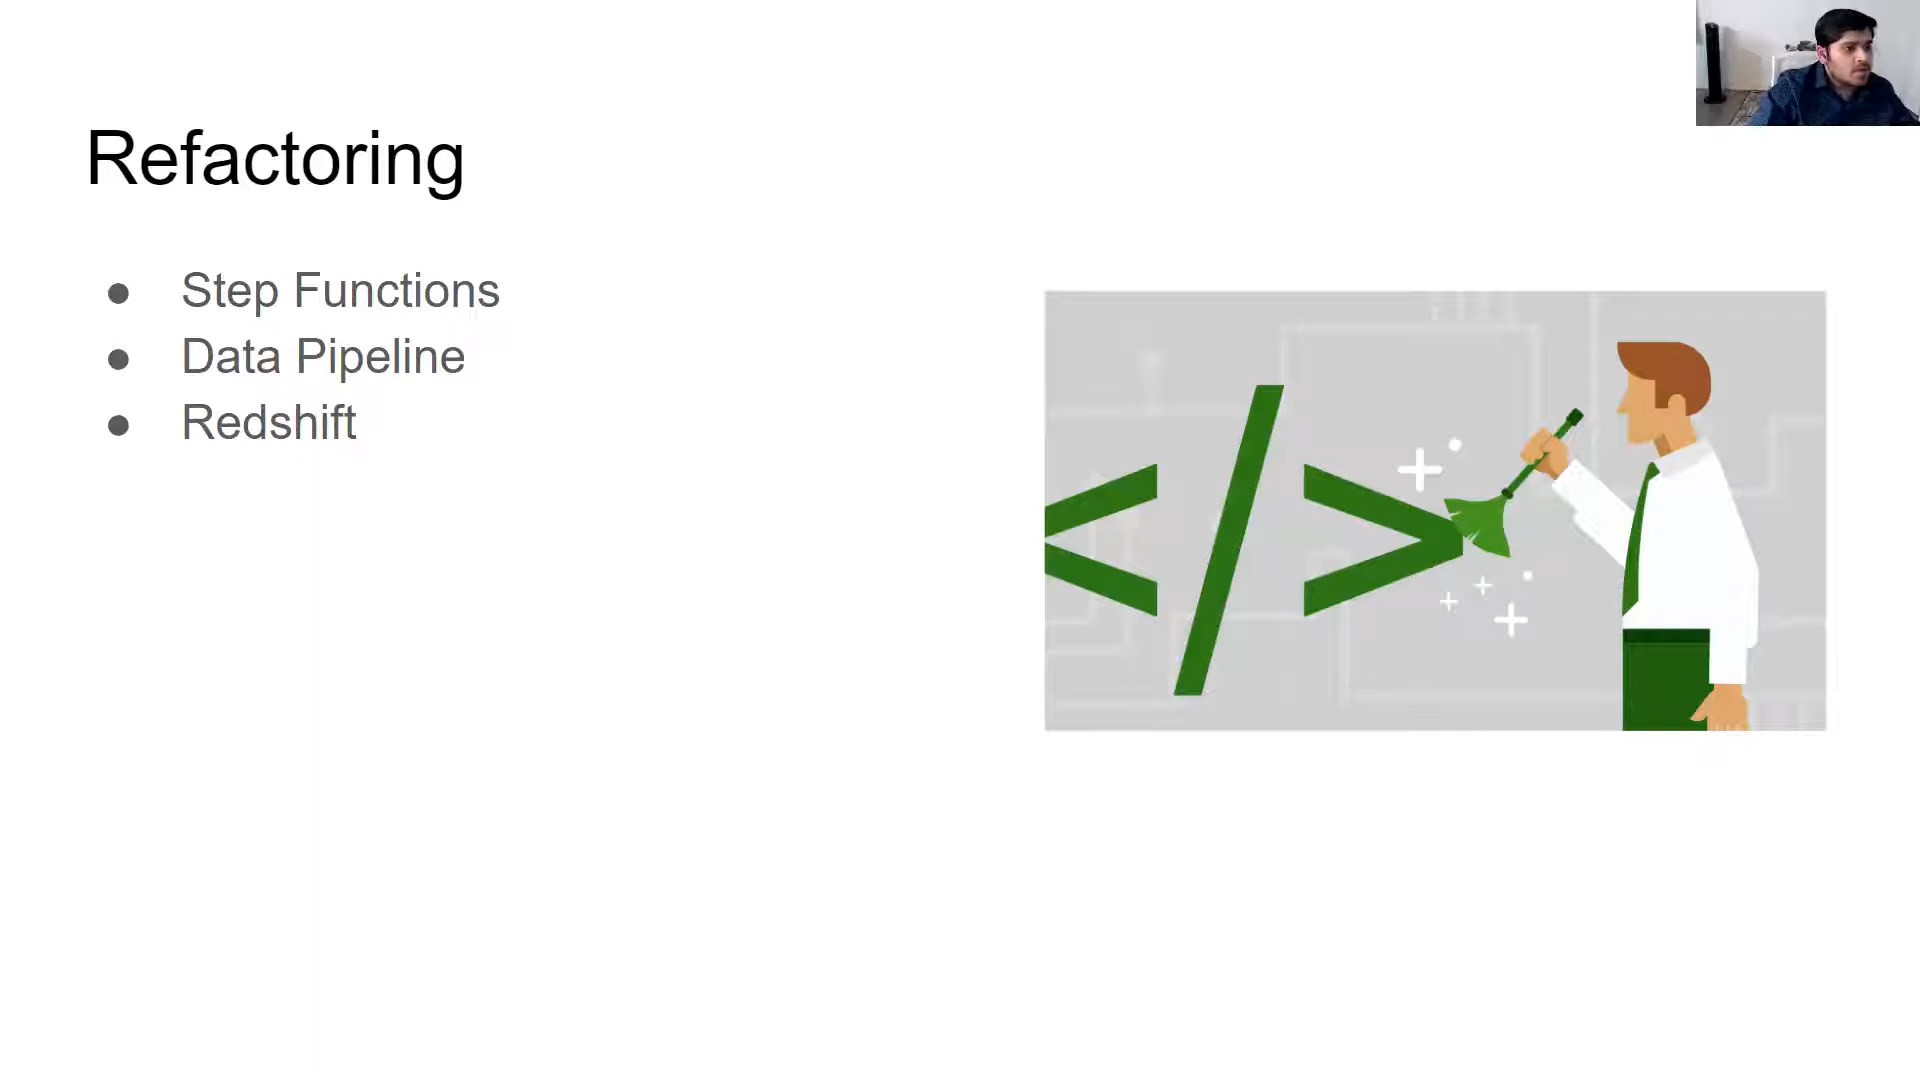 Refactoring
● Step Functions
● Data Pipeline
● Redshift